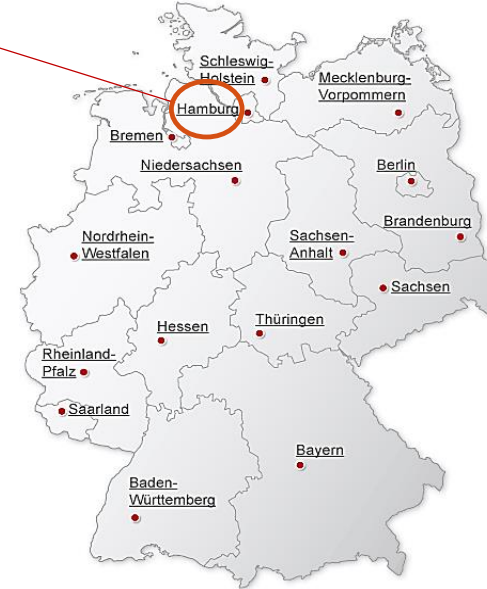 Schleswig-
Holstein
Mecklenburg-
Vorpommern
Hamburg
Bremen
Niedersachsen
Berlin
Brandenburg
Nordrhein-
Westfalen
Sachsen-
Anhalt
Sachsen
Hessen
Thüringen
Rheinland-
Pfalz
Saarland
Bayern
Baden-
Württemberg